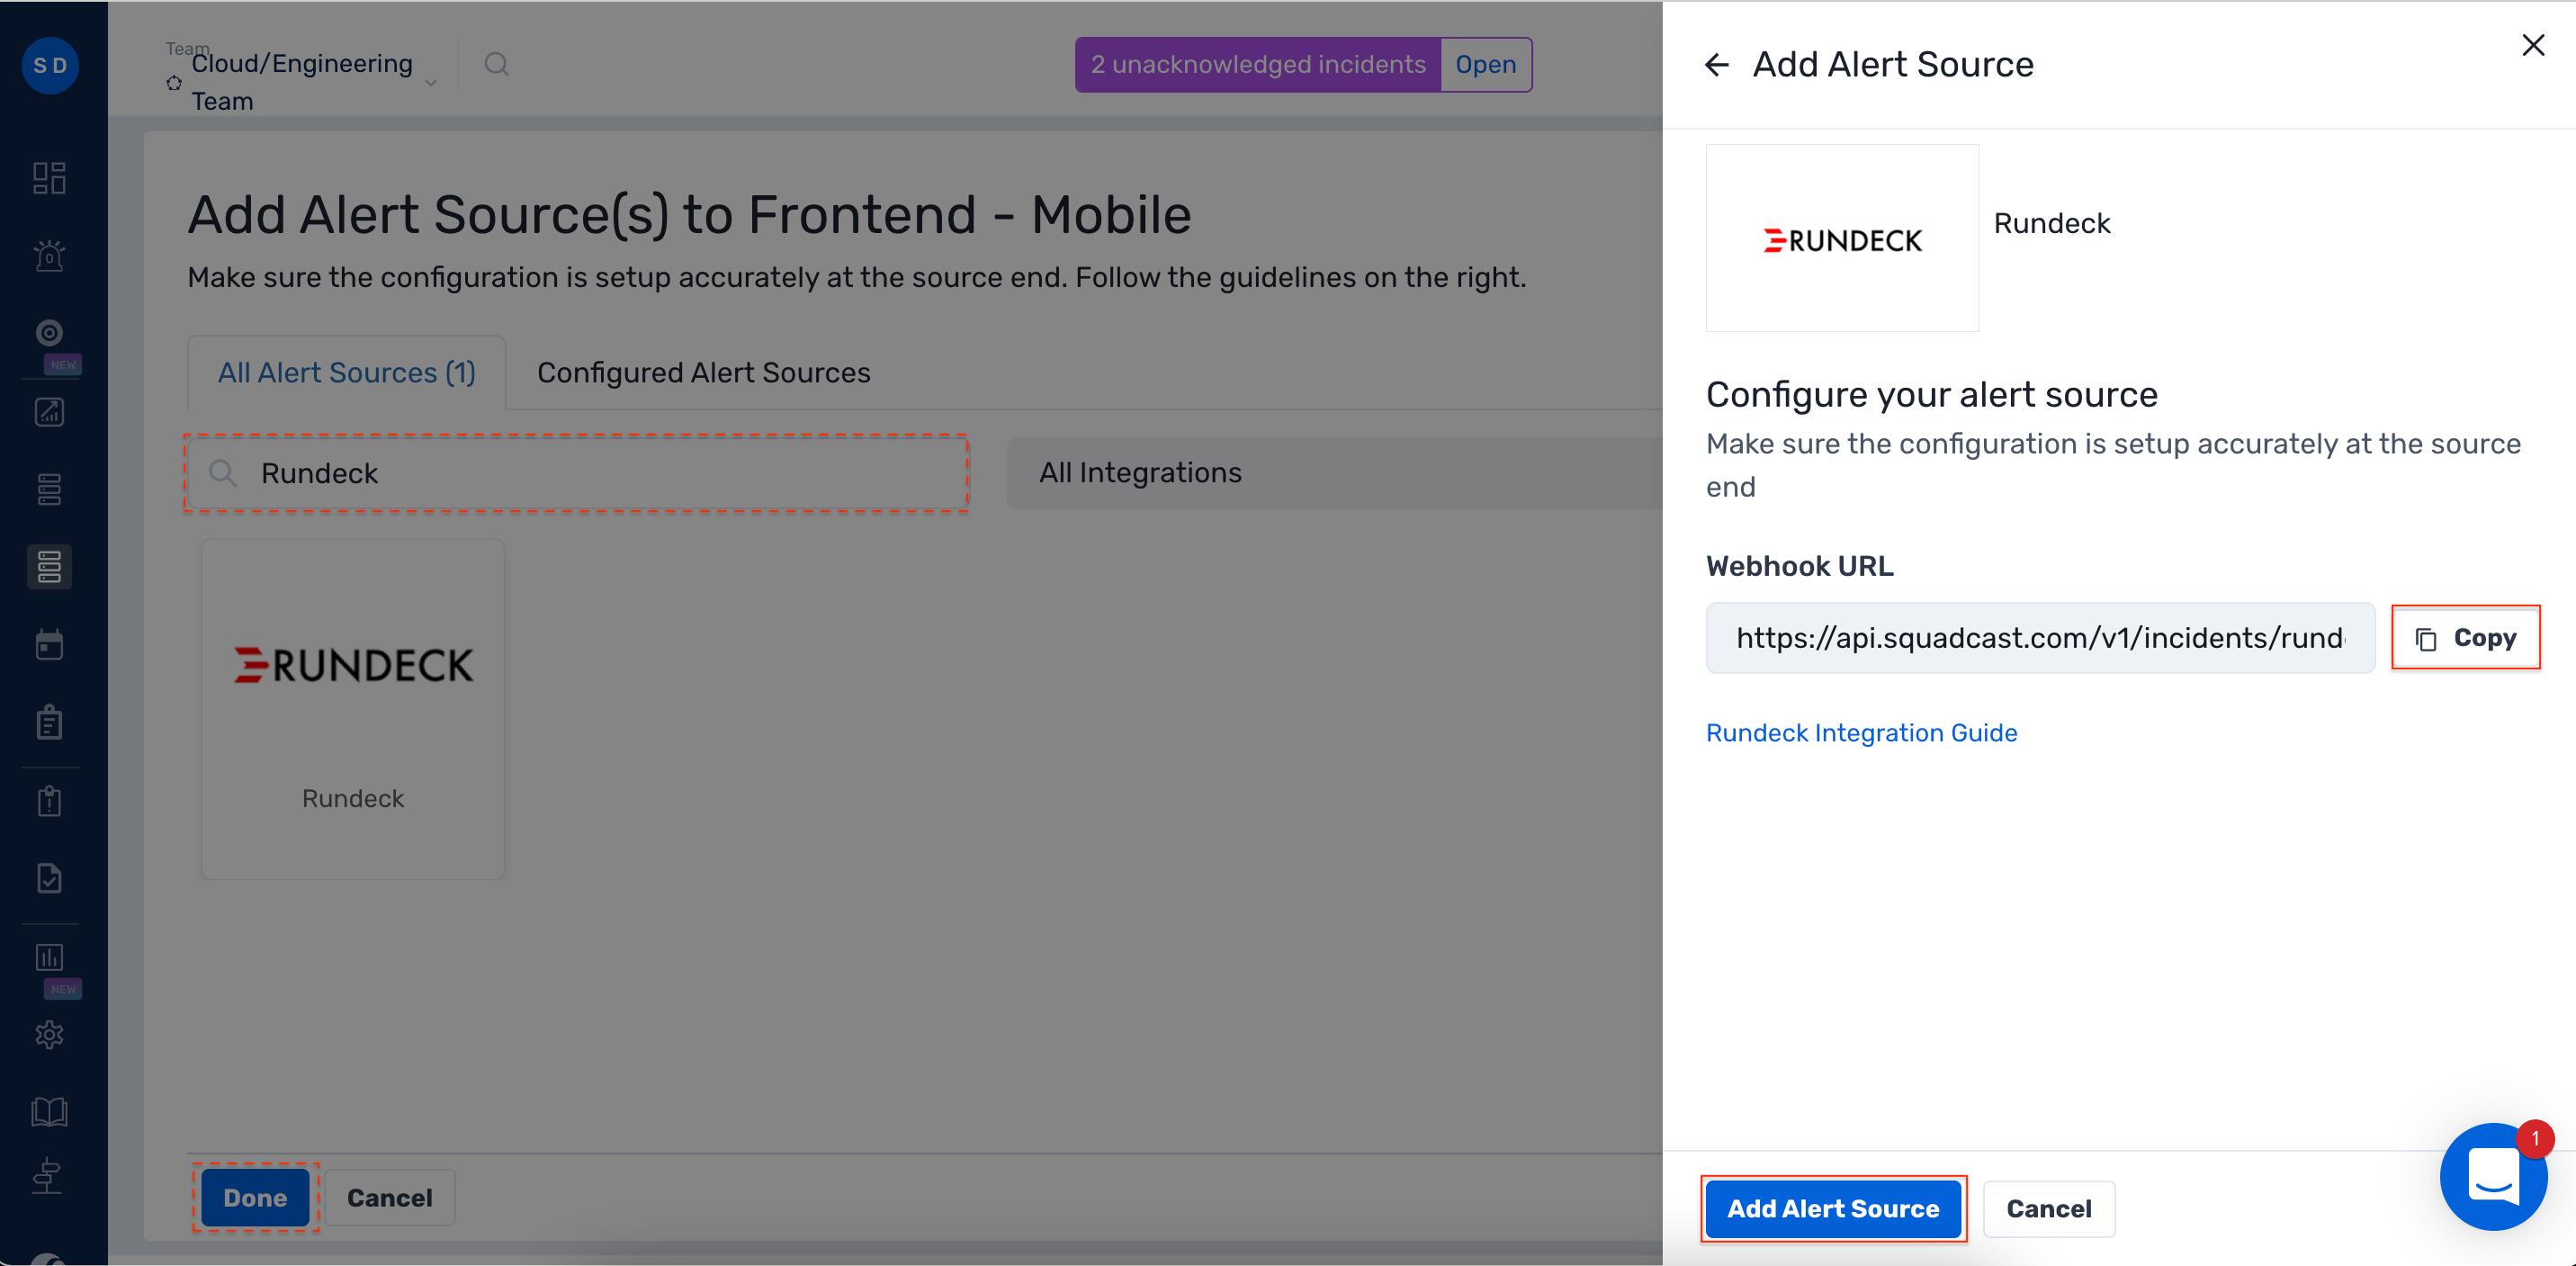 S D
Team
Cloud/Engineering
Team
2 unacknowledged incidents
Open
0
NEW
NEW
Add Alert Source(s) to Frontend - Mobile
Make sure the configuration is setup accurately at the source end. Follow the guidelines on the right.
All Alert Sources (1)
Configured Alert Sources
Rundeck
All Integrations
RUNDECK
Rundeck
Done
Cancel
Add Alert Source
RUNDECK
Rundeck
Configure your alert source
Make sure the configuration is setup accurately at the source
end
Webhook URL
https://api.squadcast.com/v1/incidents/rund
Copy
Rundeck Integration Guide
1
Add Alert Source
Cancel